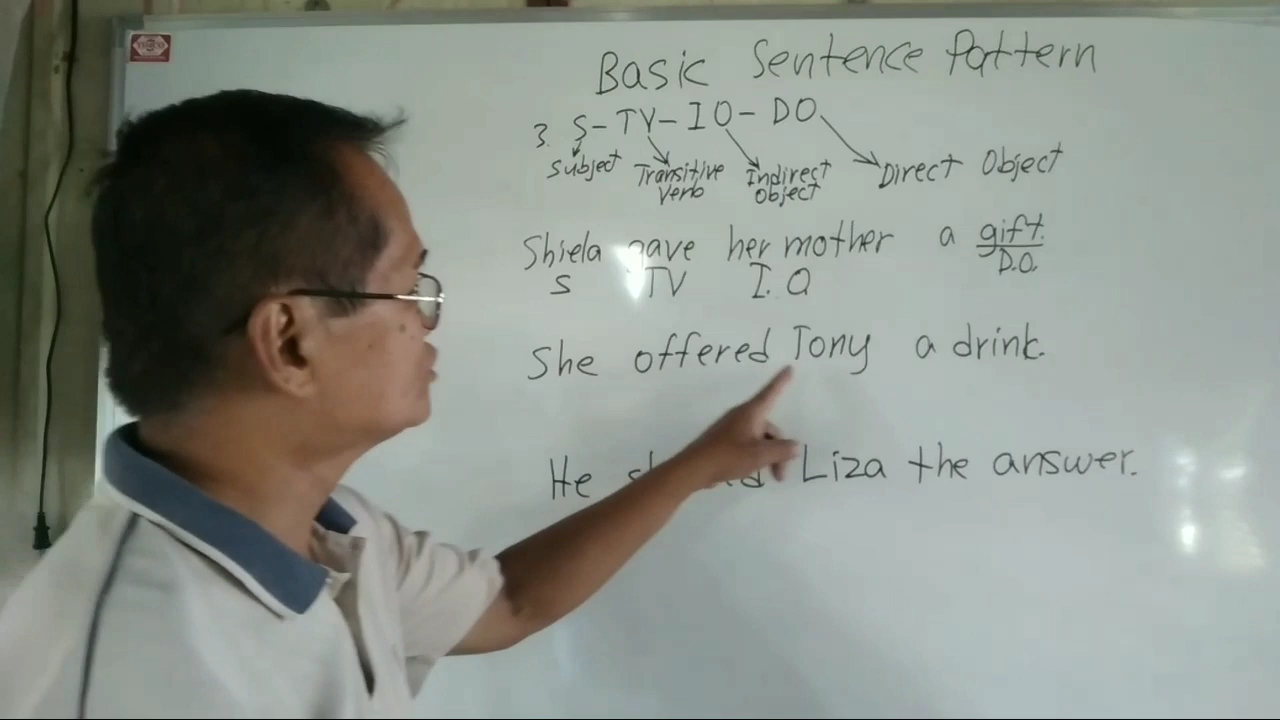 Basic Sentence Pattern
3. S-TV-IO-DO
Subject Transitive Verb Indirect Object Direct Object
Shiela gave her mother a gift.
S TV I.O D.O.
She offered Tony a drink.
He Liza the answer.